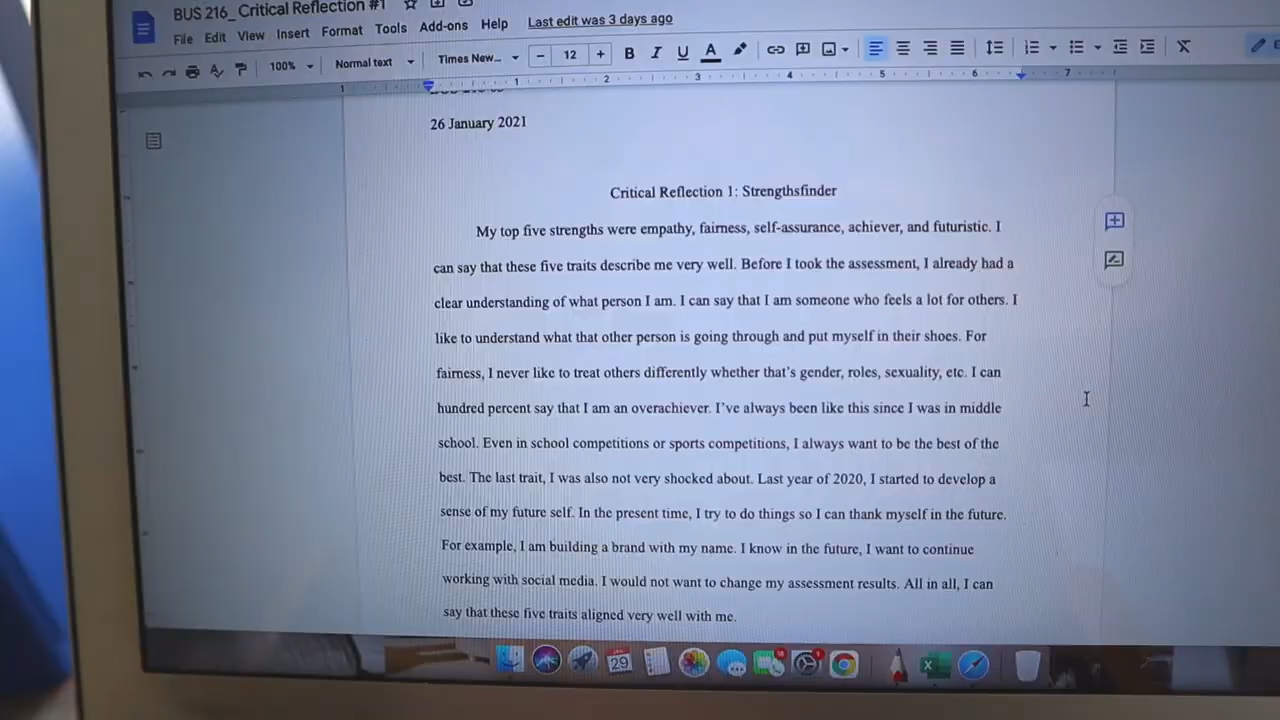 BUS 216_ Critical Reflection #1
File Edit View Insert Format Tools Add-ons Help Last edit was 3 days ago
100% Normal text Times New... 12 B I U A
1 1 2 3 4 5 6 7
26 January 2021
Critical Reflection 1: Strengthsfinder
My top five strengths were empathy, fairness, self-assurance, achiever, and futuristic. I
can say that these five traits describe me very well. Before I took the assessment, I already had a
clear understanding of what person I am. I can say that I am someone who feels a lot for others. I
like to understand what that other person is going through and put myself in their shoes. For
fairness, I never like to treat others differently whether that's gender, roles, sexuality, etc. I can
hundred percent say that I am an overachiever. I've always been like this since I was in middle
school. Even in school competitions or sports competitions, I always want to be the best of the
best. The last trait, I was also not very shocked about. Last year of 2020, I started to develop a
sense of my future self. In the present time, I try to do things so I can thank myself in the future.
For example, I am building a brand with my name. I know in the future, I want to continue
working with social media. I would not want to change my assessment results. All in all, I can
say that these five traits aligned very well with me.
29